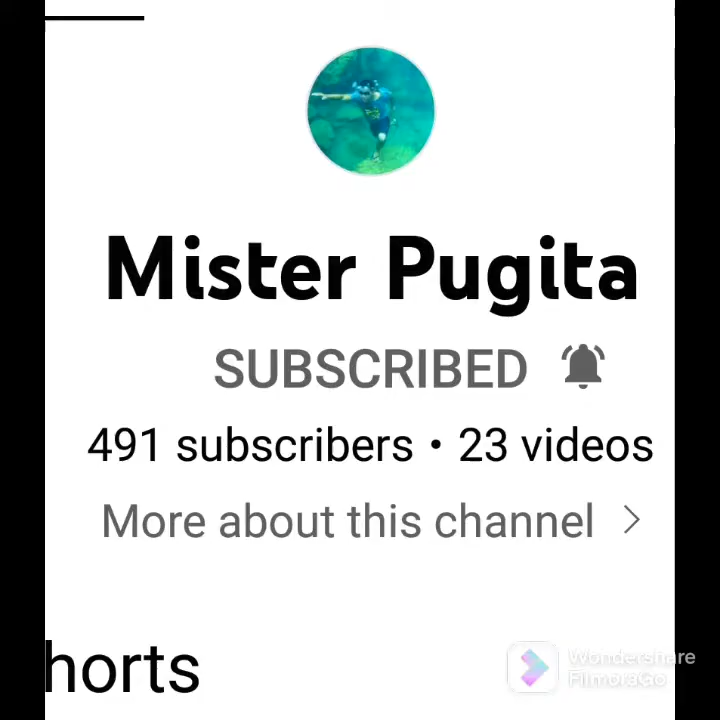 Mister Pugita
SUBSCRIBED
491 subscribers • 23 videos
More about this channel >
horts
Wondershare
FilmoraGo